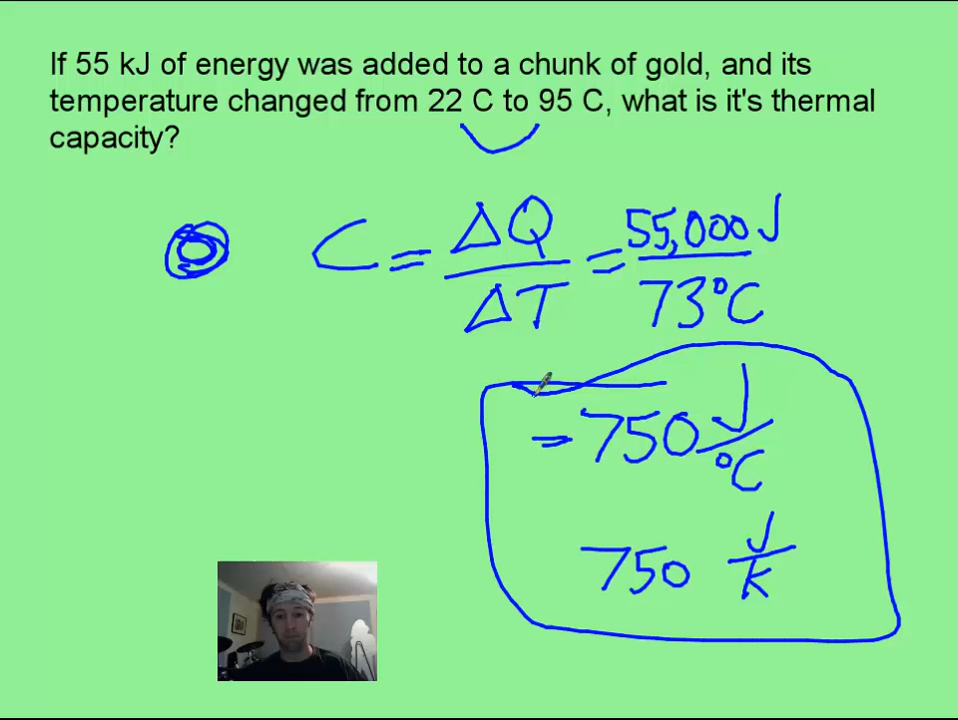 If 55 kJ of energy was added to a chunk of gold, and its
temperature changed from 22 C to 95 C, what is it's thermal
capacity?
C = ΔQ/ΔT = 55,000 J/73°C
= 750 J/°C
750 J/K